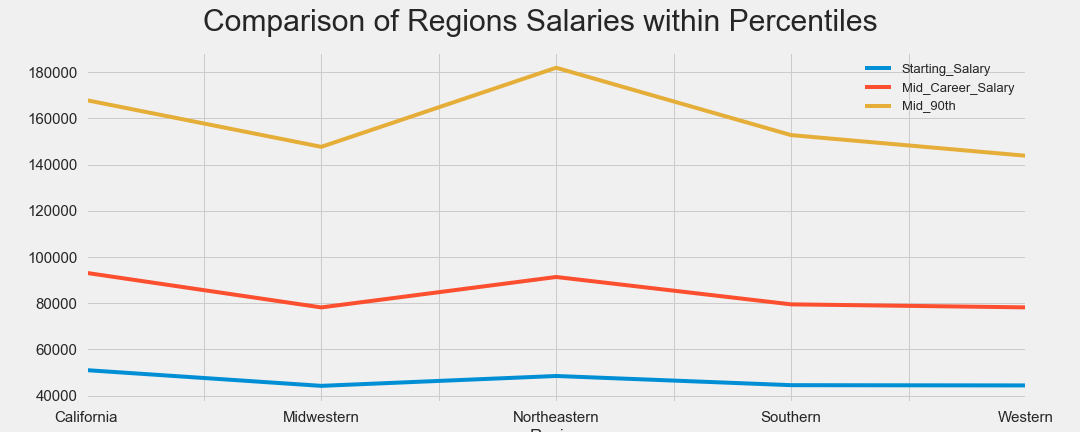 Comparison of Regions Salaries within Percentiles
180000
160000
140000
120000
100000
80000
60000
40000
Starting_Salary
Mid_Career_Salary
Mid_90th
California Midwestern Northeastern Southern Western